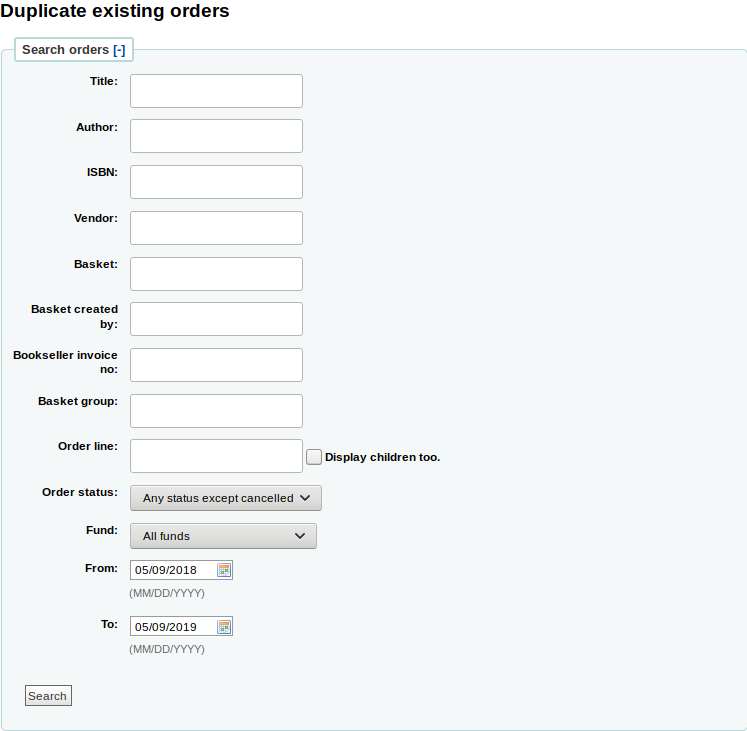 Duplicate existing orders
Search orders [-]
Title:
Author:
ISBN:
Vendor:
Basket:
Basket created
by:
Bookseller invoice
no:
Basket group:
Order line:
Display children too.
Order status:
Any status except cancelled
Fund:
All funds
From:
05/09/2018
(MM/DD/YYYY)
To:
05/09/2019
(MM/DD/YYYY)
Search